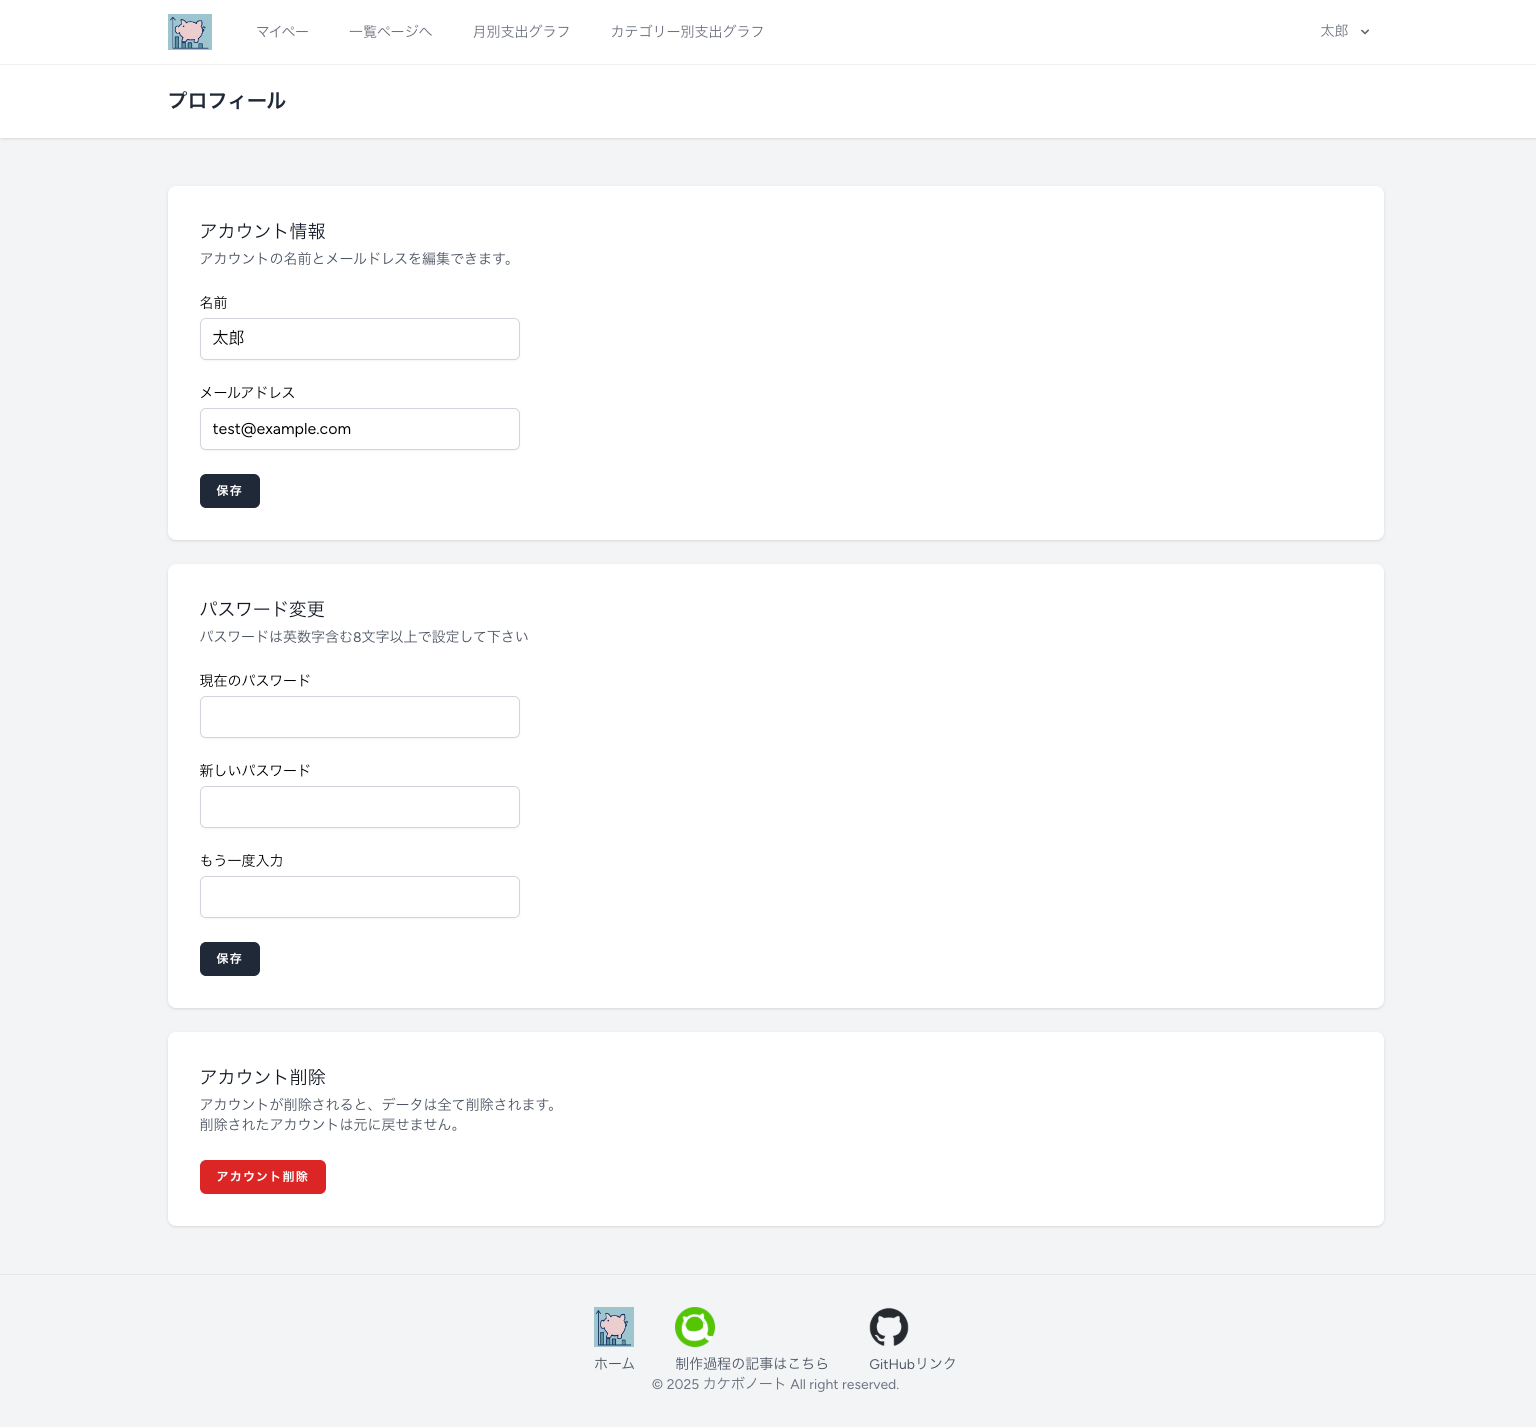 マイペー
一覧ページへ
月別支出グラフ
カテゴリー別支出グラフ
太郎
プロフィール
アカウント情報
アカウントの名前とメールドレスを編集できます。
名前
太郎
メールアドレス
test@example.com
保存
パスワード変更
パスワードは英数字含む8文字以上で設定して下さい
現在のパスワード
新しいパスワード
もう一度入力
保存
アカウント削除
アカウントが削除されると、データは全て削除されます。
削除されたアカウントは元に戻せません。
アカウント削除
ホーム
制作過程の記事はこちら
GitHubリンク
© 2025 カケボノート All right reserved.